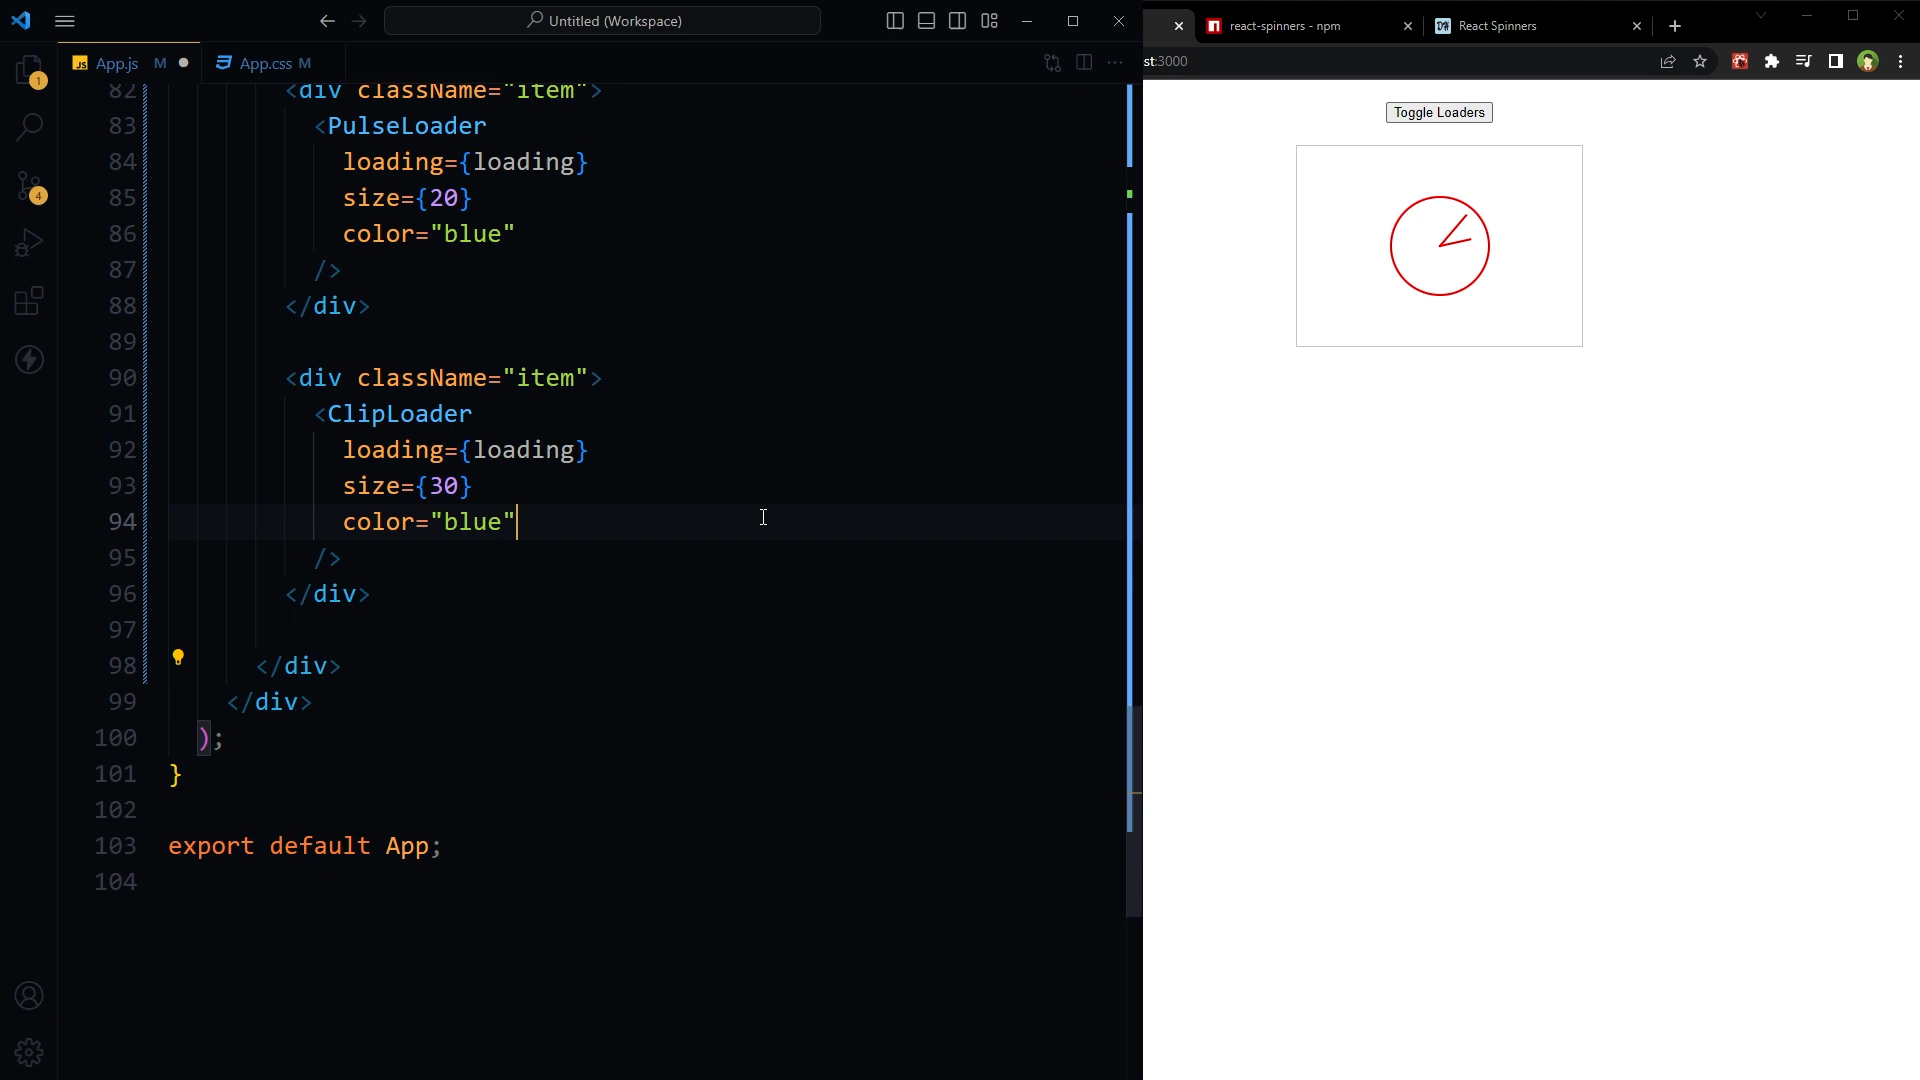 Untitled (Workspace)
react-spinners - npm
React Spinners
JS App.js M
App.css M
st:3000
1
4
82 <div className="item">
83 <PulseLoader
84 loading={loading}
85 size={20}
86 color="blue"
87 />
88 </div>
89
90 <div className="item">
91 <ClipLoader
92 loading={loading}
93 size={30}
94 color="blue"
95 />
96 </div>
97
98 </div>
99 </div>
100 );
101 }
102
103 export default App;
104
Toggle Loaders